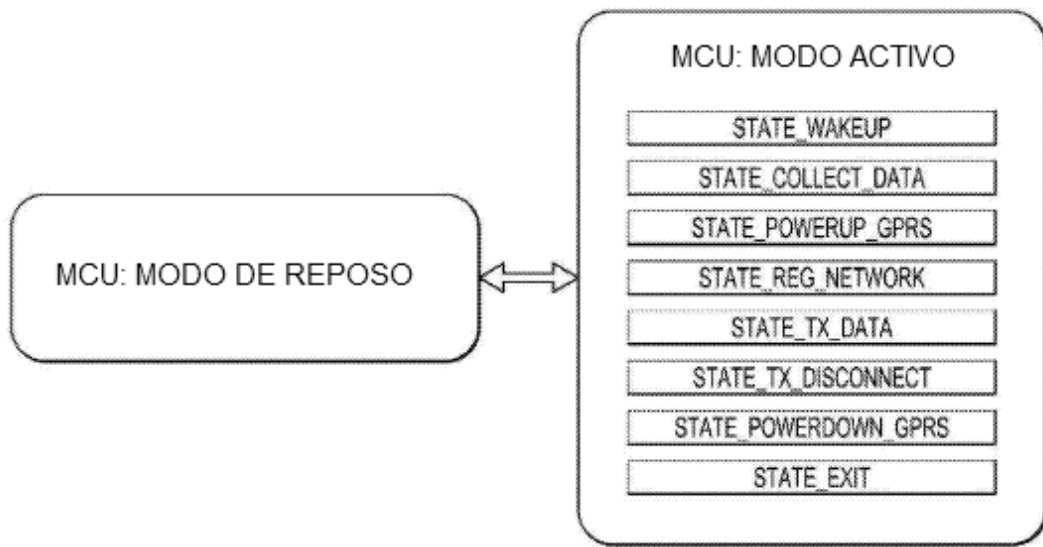 MCU: MODO DE REPOSO
MCU: MODO ACTIVO
STATE_WAKEUP
STATE_COLLECT_DATA
STATE_POWERUP_GPRS
STATE_REG_NETWORK
STATE_TX_DATA
STATE_TX_DISCONNECT
STATE_POWERDOWN_GPRS
STATE_EXIT